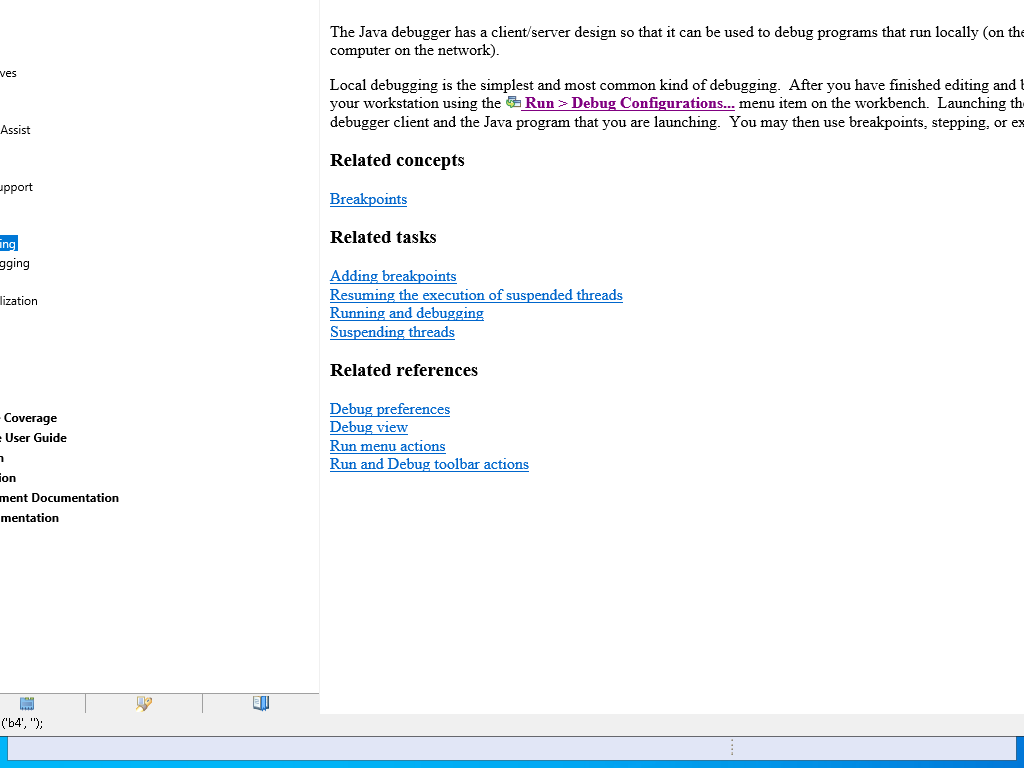 ves
Assist
upport
ing
gging
lization
Coverage
e User Guide
n
ion
ment Documentation
mentation
('b4', '');
The Java debugger has a client/server design so that it can be used to debug programs that run locally (on the
computer on the network).
Local debugging is the simplest and most common kind of debugging. After you have finished editing and b
your workstation using the Run > Debug Configurations... menu item on the workbench. Launching the
debugger client and the Java program that you are launching. You may then use breakpoints, stepping, or ex
Related concepts
Breakpoints
Related tasks
Adding breakpoints
Resuming the execution of suspended threads
Running and debugging
Suspending threads
Related references
Debug preferences
Debug view
Run menu actions
Run and Debug toolbar actions